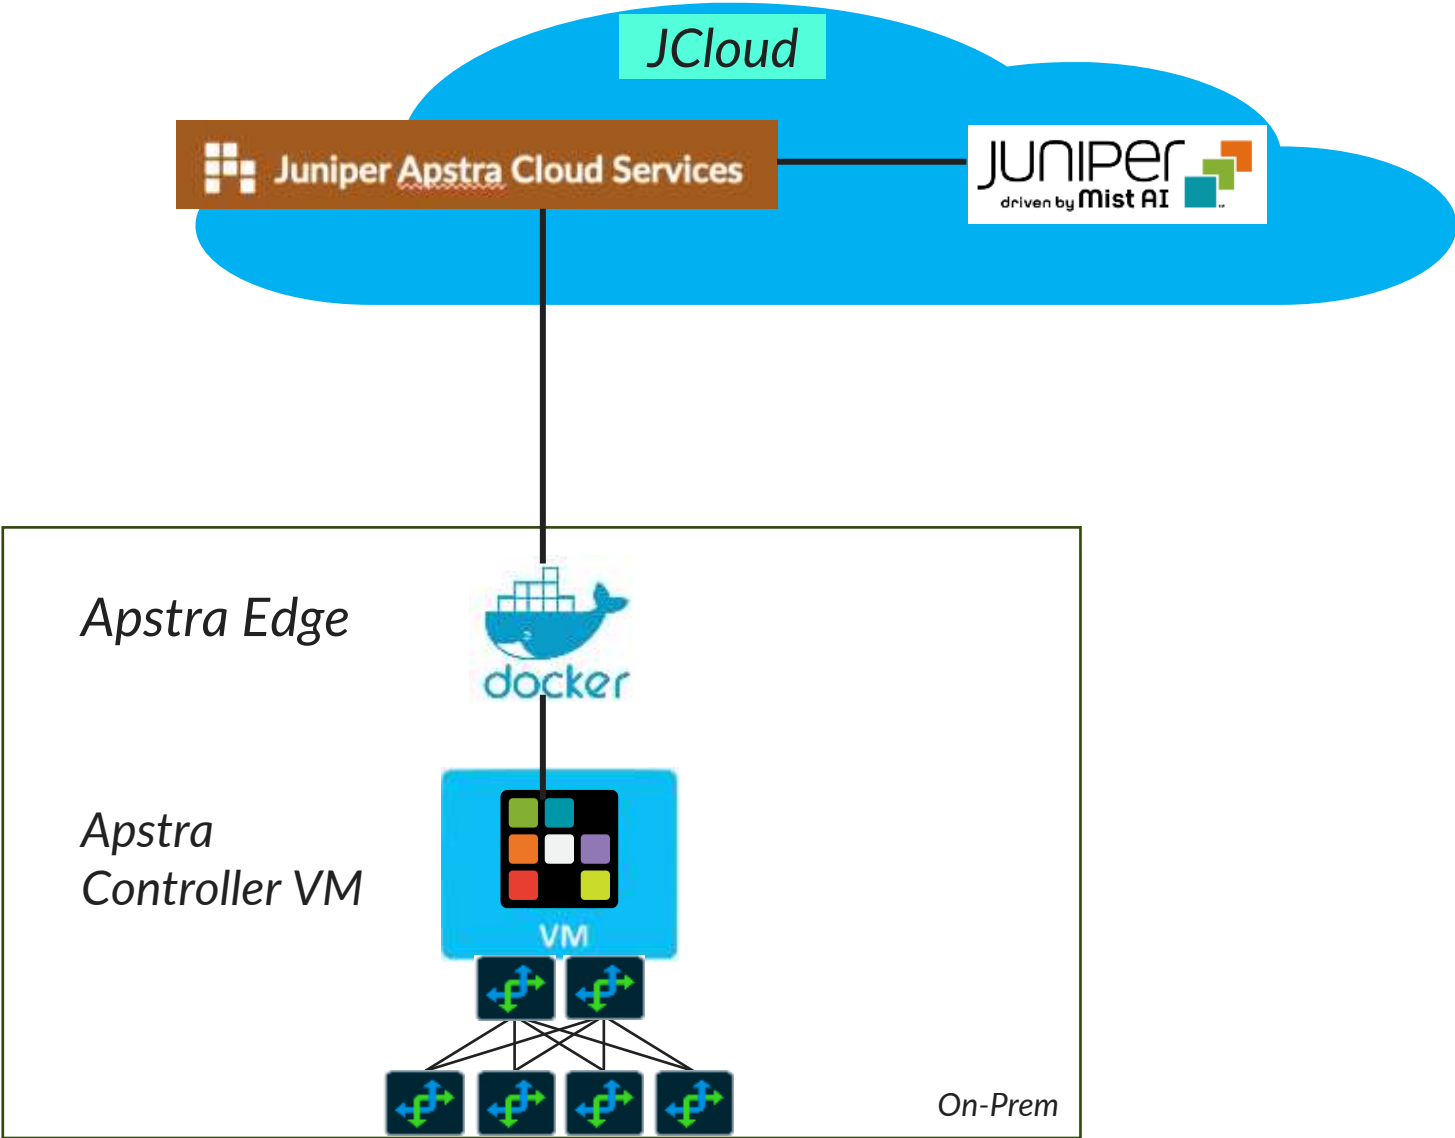 JCloud
Juniper Apstra Cloud Services
JUNIPEr
driven by Mist AI
Apstra Edge
docker
Apstra
Controller VM
VM
On-Prem